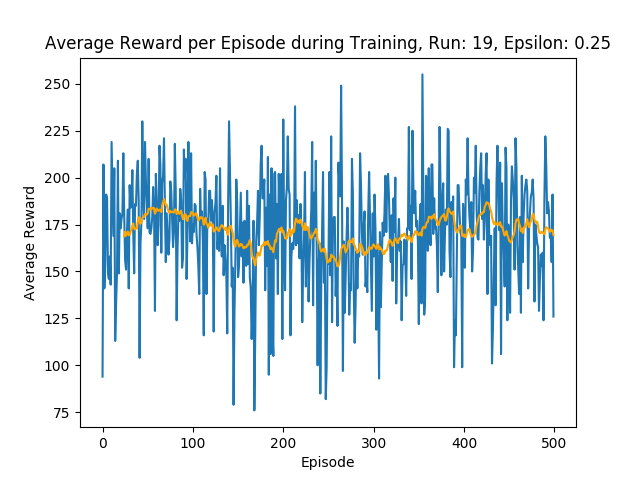 Average Reward per Episode during Training, Run: 19, Epsilon: 0.25
250
225
200
175
150
125
100
75
Average Reward
0 100 200 300 400 500
Episode